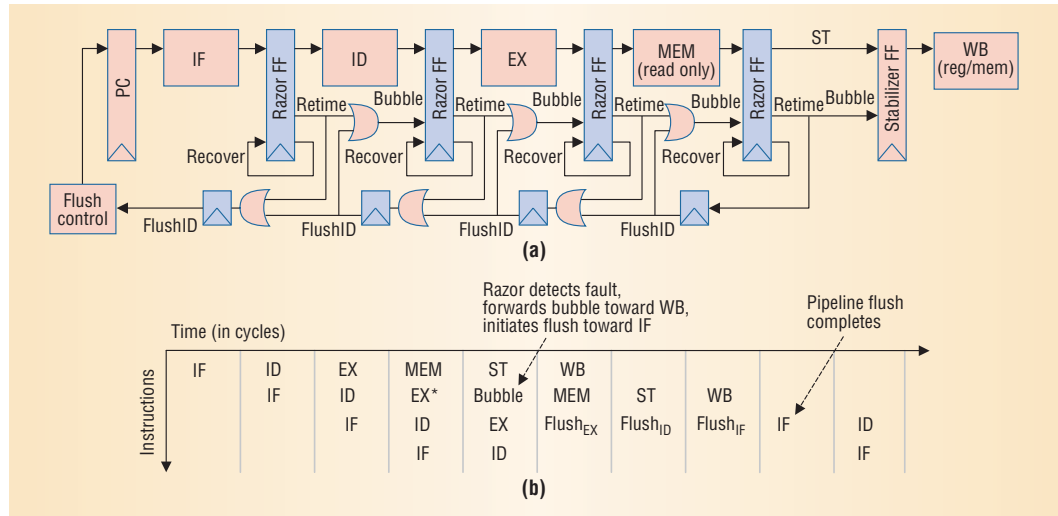 ST
IF
ID
EX
MEM
(read only)
WB
(reg/mem)
PC
Razor FF
Razor FF
Razor FF
Razor FF
Stabilizer FF
Retime
Bubble
Retime
Bubble
Retime
Bubble
Retime
Bubble
Recover
Recover
Recover
Recover
Flush
control
FlushID
FlushID
FlushID
FlushID
(a)
Razor detects fault,
forwards bubble toward WB,
initiates flush toward IF
Pipeline flush
completes
Time (in cycles)
Instructions
IF ID EX MEM ST WB
IF ID EX* Bubble MEM ST WB
IF ID EX Flush_EX Flush_ID Flush_IF IF ID
IF ID IF
(b)